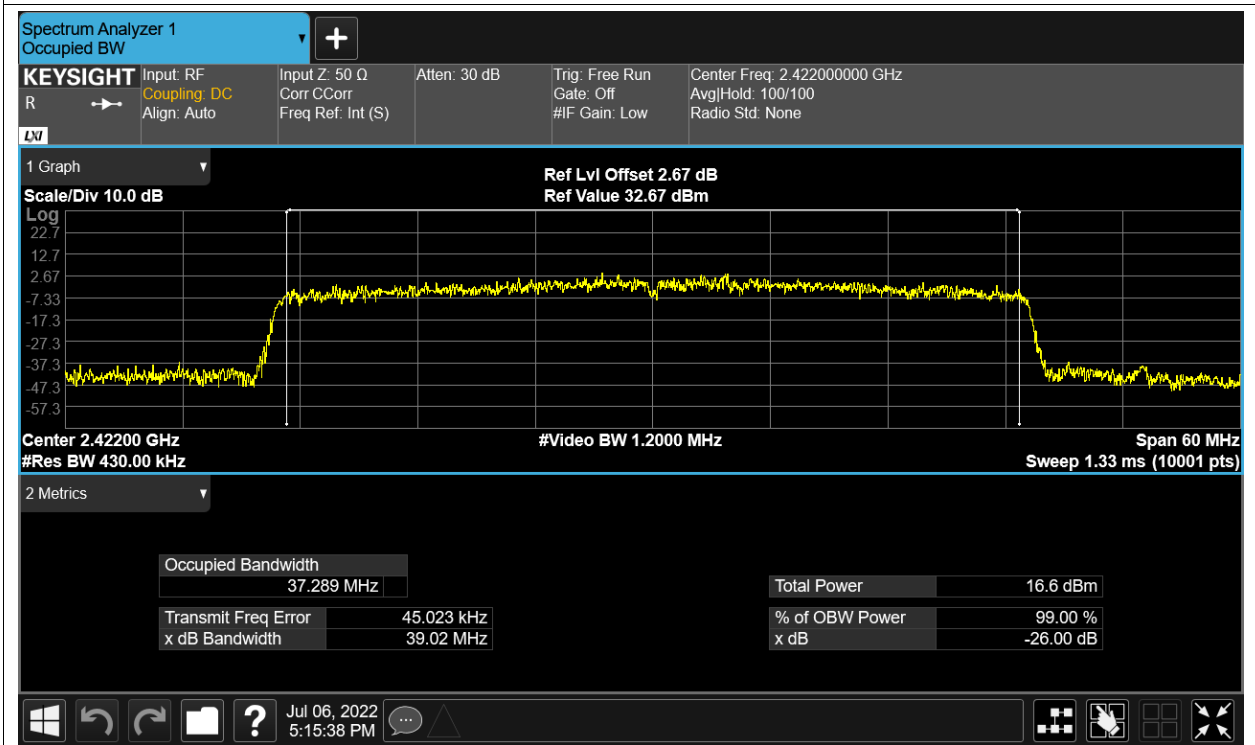 Spectrum Analyzer 1
Occupied BW
KEYSIGHT Input: RF Input Z: 50 Ω Atten: 30 dB Trig: Free Run Center Freq: 2.422000000 GHz
R Coupling: DC Corr CCorr Gate: Off Avg|Hold: 100/100
Align: Auto Freq Ref: Int (S) #IF Gain: Low Radio Std: None
LXI
1 Graph
Ref Lvl Offset 2.67 dB
Scale/Div 10.0 dB Ref Value 32.67 dBm
Log
22.7
12.7
2.67
-7.33
-17.3
-27.3
-37.3
-47.3
-57.3
Center 2.42200 GHz #Video BW 1.2000 MHz Span 60 MHz
#Res BW 430.00 kHz Sweep 1.33 ms (10001 pts)
2 Metrics
Occupied Bandwidth
37.289 MHz Total Power 16.6 dBm
Transmit Freq Error 45.023 kHz % of OBW Power 99.00 %
x dB Bandwidth 39.02 MHz x dB -26.00 dB
Jul 06, 2022
5:15:38 PM